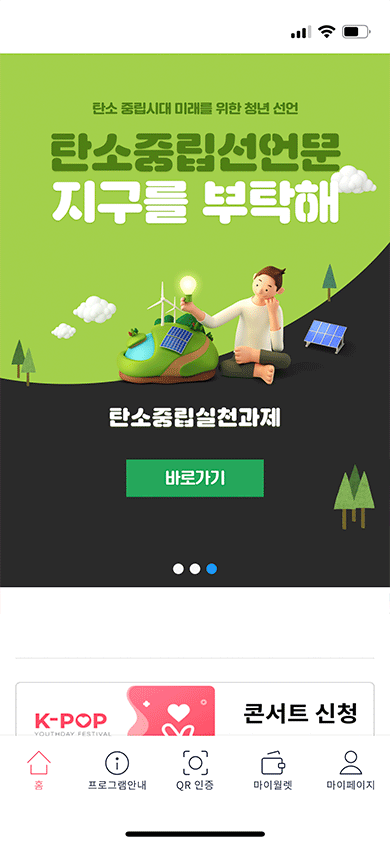 탄소 중립시대 미래를 위한 청년 선언
탄소중립선언문
지구를 부탁해
탄소중립실천과제
바로가기
K-POP
YOUTHDAY FESTIVAL
콘서트 신청
홈
프로그램안내
QR 인증
마이월렛
마이페이지